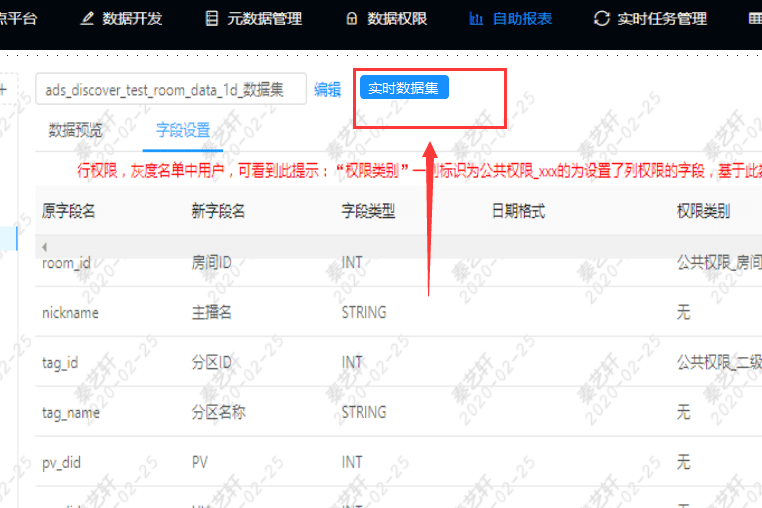 点平台 数据开发 元数据管理 数据权限 自助报表 实时任务管理
ads_discover_test_room_data_1d_数据集 编辑 实时数据集
数据预览 字段设置
行权限，灰度名单中用户，可看到此提示：“权限类别”一列标识为公共权限_xxx的为设置了列权限的字段，基于此数
原字段名 新字段名 字段类型 日期格式 权限类别
room_id 房间ID INT 公共权限_房间
nickname 主播名 STRING 无
tag_id 分区ID INT 公共权限_二级
tag_name 分区名称 STRING 无
pv_did PV INT 无
秦艺轩
2020-02-25